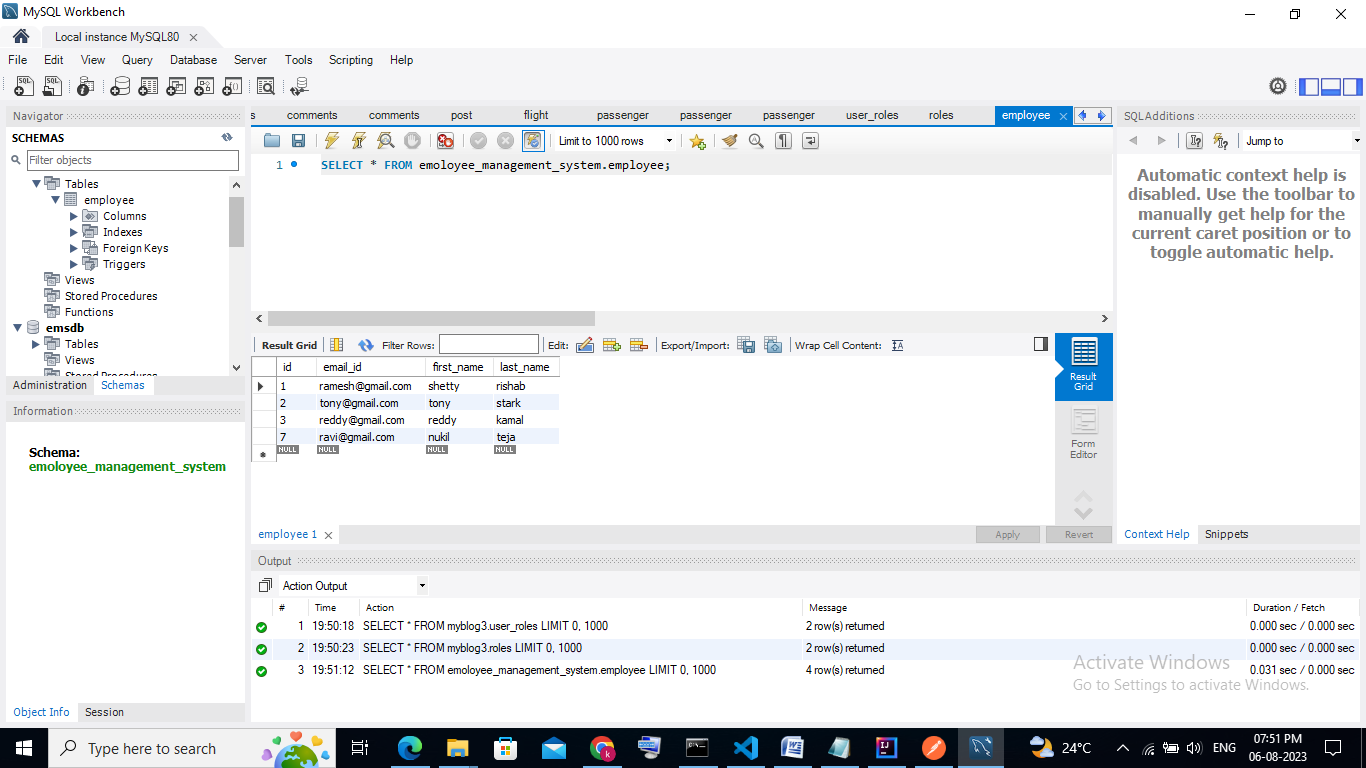 MySQL Workbench
Local instance MySQL80
File Edit View Query Database Server Tools Scripting Help
Navigator
SCHEMAS
Filter objects
Tables
employee
Columns
Indexes
Foreign Keys
Triggers
Views
Stored Procedures
Functions
emsdb
Tables
Views
Stored Procedures
Administration Schemas
Information
Schema:
emoloyee_management_system
Object Info Session
s comments comments post flight passenger passenger passenger user_roles roles employee
Limit to 1000 rows
1 SELECT * FROM emoloyee_management_system.employee;
Result Grid Filter Rows: Edit: Export/Import: Wrap Cell Content:
id email_id first_name last_name
1 ramesh@gmail.com shetty rishab
2 tony@gmail.com tony stark
3 reddy@gmail.com reddy kamal
7 ravi@gmail.com nukil teja
NULL NULL NULL NULL
Result
Grid
Form
Editor
employee 1
Apply Revert
SQLAdditions
Jump to
Automatic context help is
disabled. Use the toolbar to
manually get help for the
current caret position or to
toggle automatic help.
Context Help Snippets
Output
Action Output
# Time Action Message Duration / Fetch
1 19:50:18 SELECT * FROM myblog3.user_roles LIMIT 0, 1000 2 row(s) returned 0.000 sec / 0.000 sec
2 19:50:23 SELECT * FROM myblog3.roles LIMIT 0, 1000 2 row(s) returned 0.000 sec / 0.000 sec
3 19:51:12 SELECT * FROM emoloyee_management_system.employee LIMIT 0, 1000 4 row(s) returned 0.031 sec / 0.000 sec
Activate Windows
Go to Settings to activate Windows.
Type here to search
24°C
ENG
07:51 PM
06-08-2023